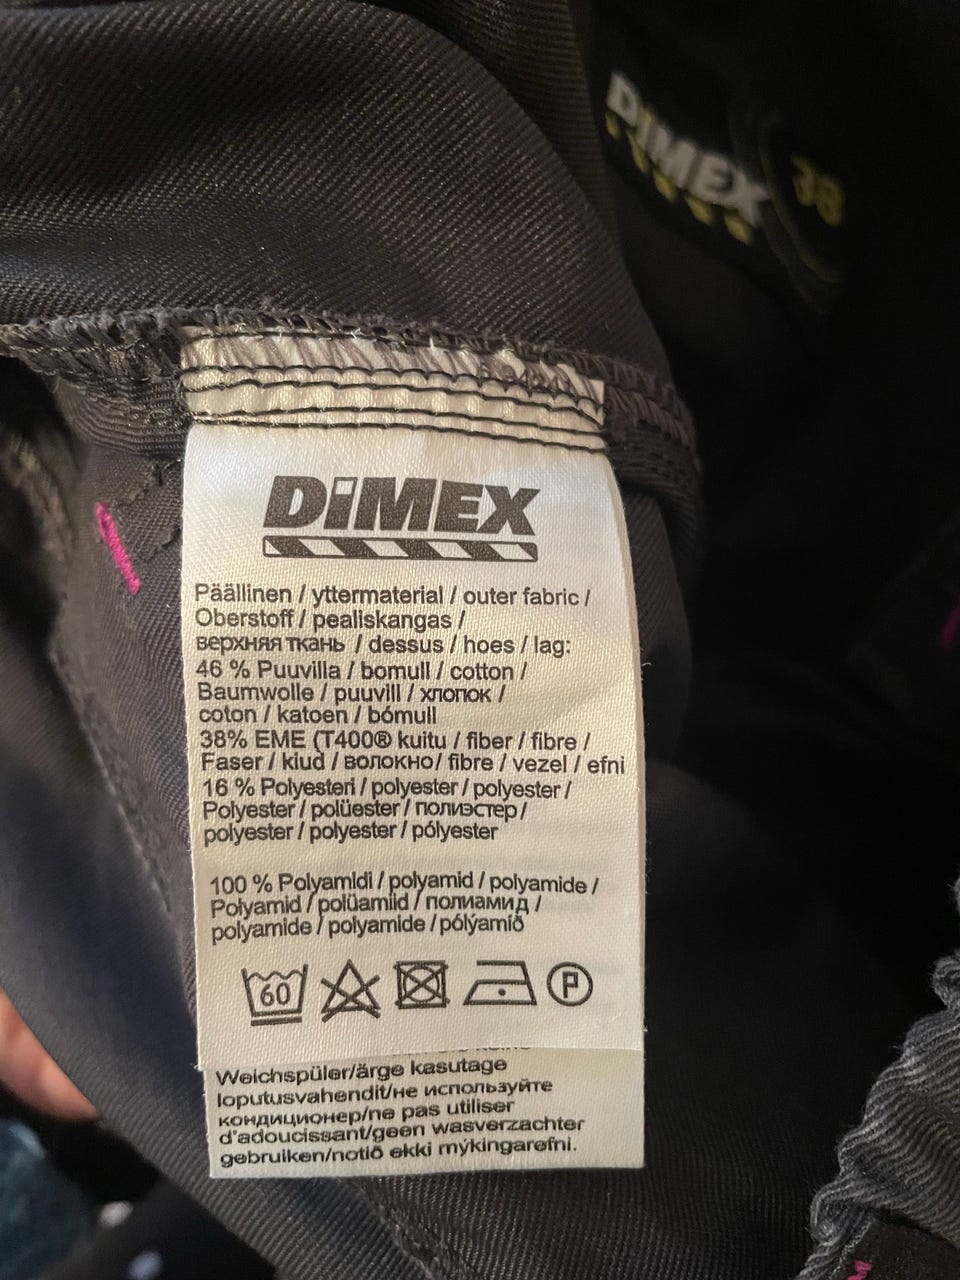 DIMEX
38
DiMEX
Päällinen / yttermaterial / outer fabric /
Oberstoff / pealiskangas /
верхняя ткань / dessus / hoes / lag:
46 % Puuvilla / bomull / cotton /
Baumwolle / puuvill / хлопок /
coton / katoen / bómull
38% EME (T400® kuitu / fiber / fibre /
Faser / kiud / волокно/ fibre / vezel / efni
16 % Polyesteri / polyester / polyester /
Polyester / polüester / полиэстер /
polyester / polyester / pólyester
100 % Polyamidi / polyamid / polyamide /
Polyamid / polüamiid / полиамид /
polyamide / polyamide / pólýamíð
60 P
Weichspüler/ärge kasutage
loputusvahendit/не используйте
кондиционер/ne pas utiliser
d'adoucissant/geen wasverzachter
gebruiken/notið ekki mýkingarefni.